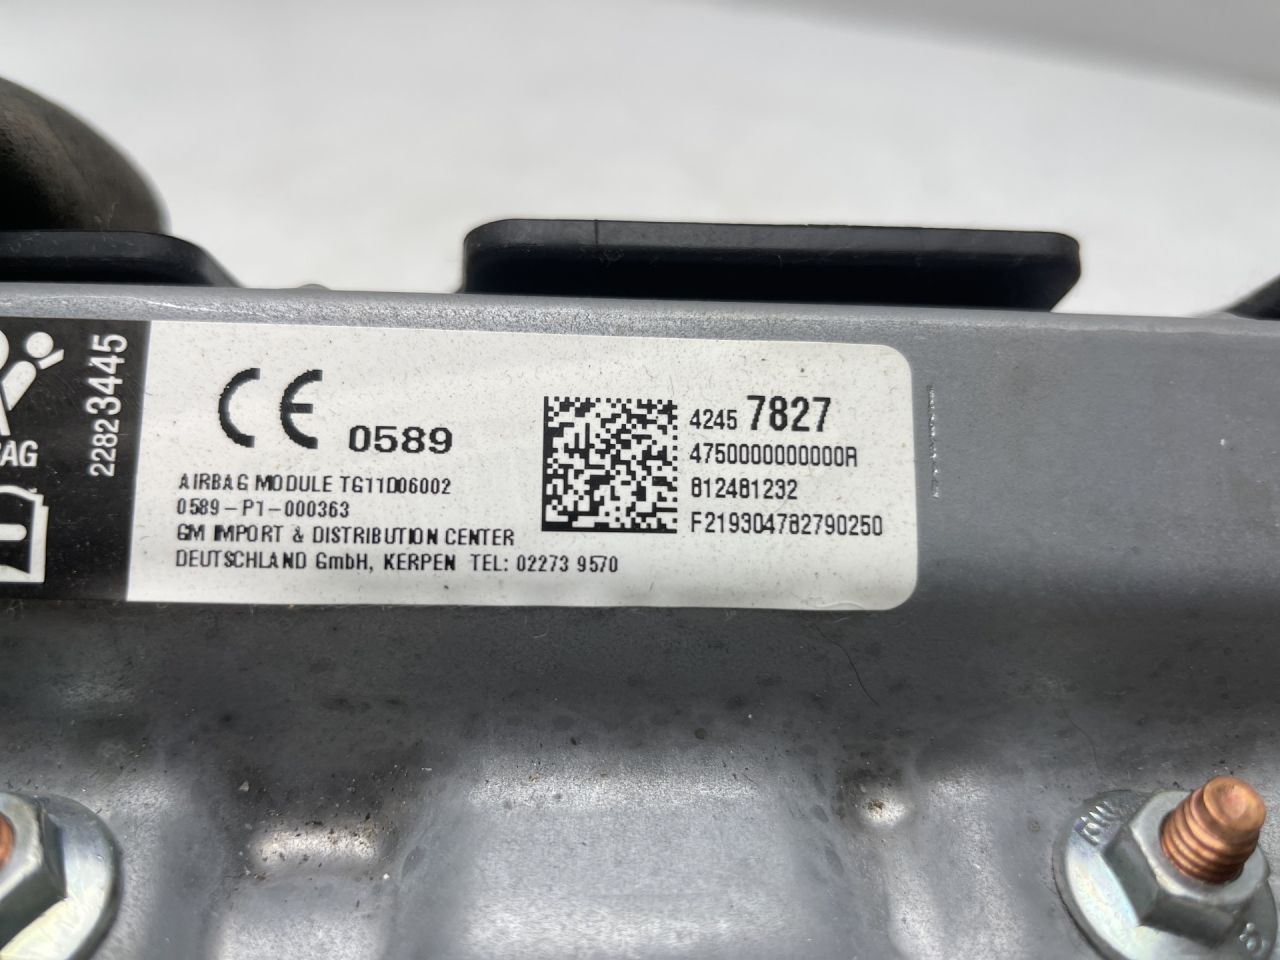 22823445
CE 0589
AIRBAG MODULE TG11D06002
0589-P1-000363
GM IMPORT & DISTRIBUTION CENTER
DEUTSCHLAND GmbH, KERPEN TEL: 02273 9570
4245 7827
4750000000000R
812481232
F219304782790250